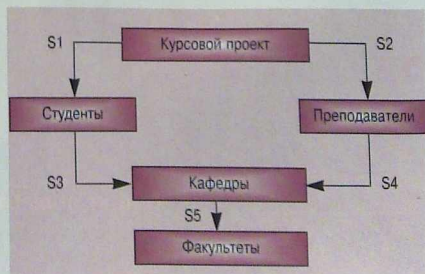 S1 Курсовой проект S2
Студенты Преподаватели
S3 Кафедры S4
S5
Факультеты